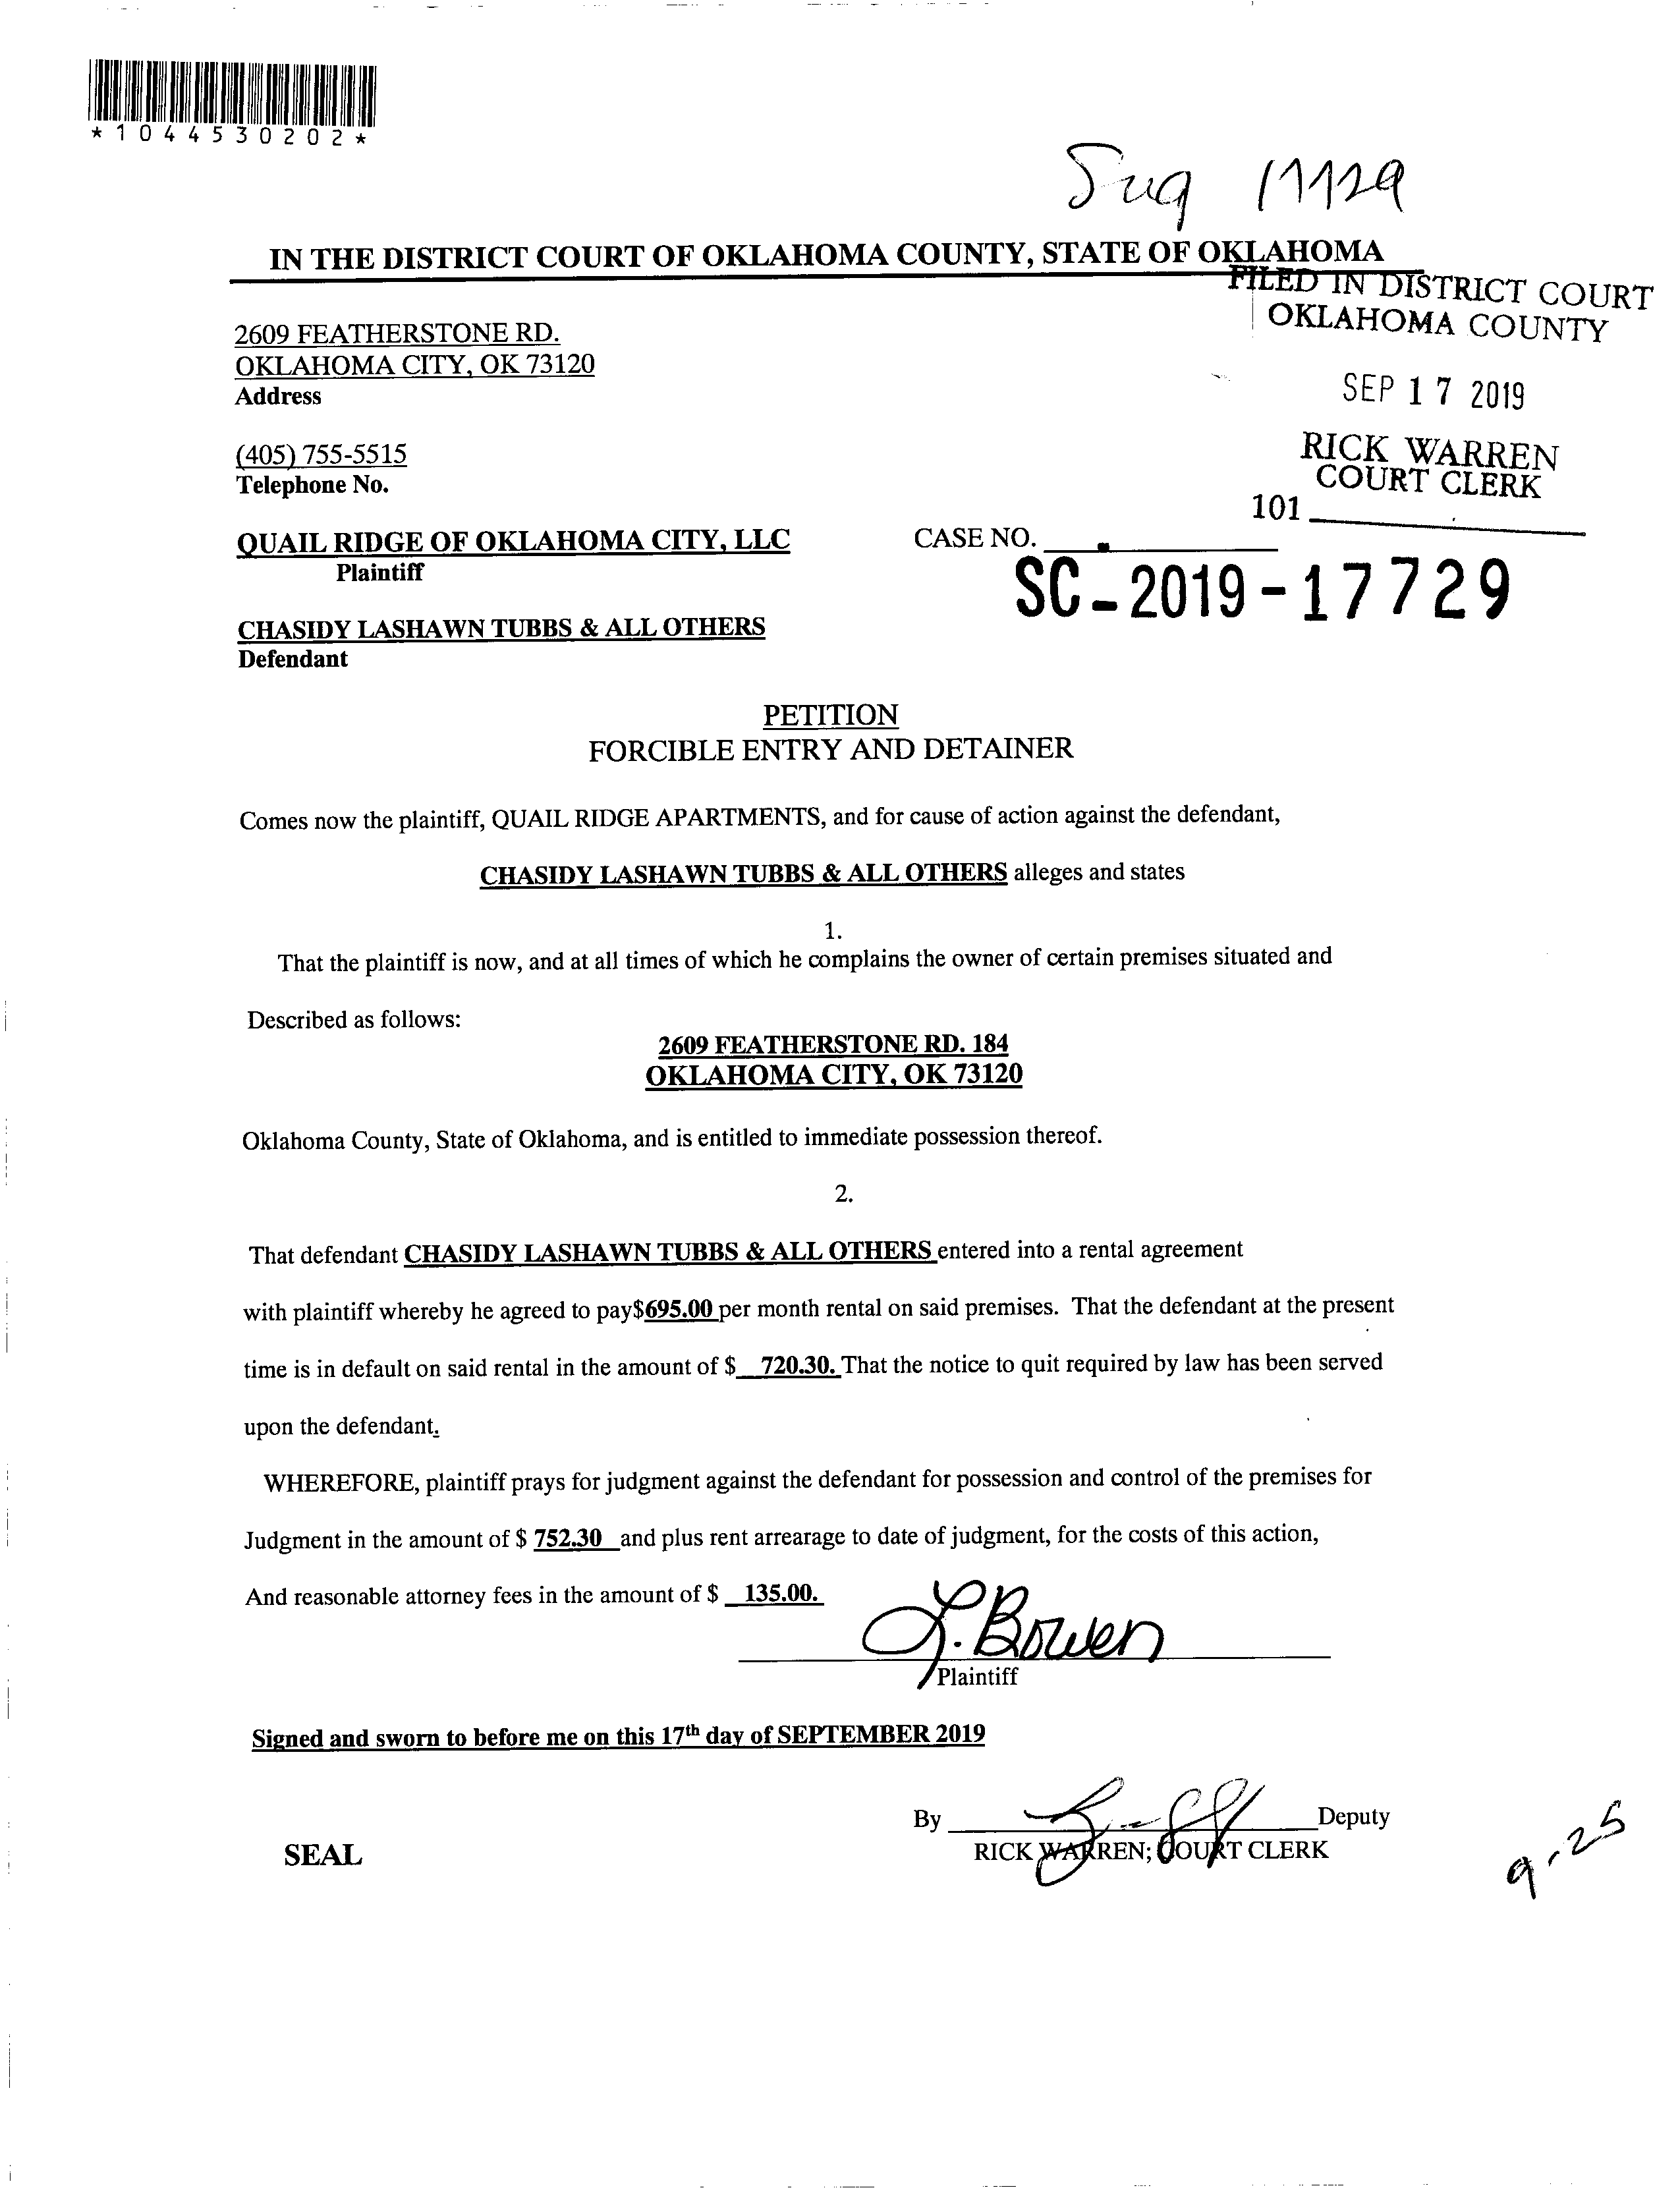 *1044530202*
IN THE DISTRICT COURT OF OKLAHOMA COUNTY, STATE OF OKLAHOMA
FILED IN DISTRICT COURT
OKLAHOMA COUNTY
2609 FEATHERSTONE RD.
OKLAHOMA CITY, OK 73120
Address
SEP 17 2019
(405) 755-5515
Telephone No.
RICK WARREN
COURT CLERK
101
QUAIL RIDGE OF OKLAHOMA CITY, LLC
Plaintiff
CASE NO.
SC-2019-17729
CHASIDY LASHAWN TUBBS & ALL OTHERS
Defendant
PETITION
FORCIBLE ENTRY AND DETAINER
Comes now the plaintiff, QUAIL RIDGE APARTMENTS, and for cause of action against the defendant,
CHASIDY LASHAWN TUBBS & ALL OTHERS alleges and states
1.
That the plaintiff is now, and at all times of which he complains the owner of certain premises situated and
Described as follows:
2609 FEATHERSTONE RD. 184
OKLAHOMA CITY, OK 73120
Oklahoma County, State of Oklahoma, and is entitled to immediate possession thereof.
2.
That defendant CHASIDY LASHAWN TUBBS & ALL OTHERS entered into a rental agreement
with plaintiff whereby he agreed to pay$695.00 per month rental on said premises. That the defendant at the present
time is in default on said rental in the amount of $ 720.30. That the notice to quit required by law has been served
upon the defendant.
WHEREFORE, plaintiff prays for judgment against the defendant for possession and control of the premises for
Judgment in the amount of $ 752.30 and plus rent arrearage to date of judgment, for the costs of this action,
And reasonable attorney fees in the amount of $ 135.00.
L. Bowen
Plaintiff
Signed and sworn to before me on this 17th day of SEPTEMBER 2019
By Deputy
RICK WARREN; COURT CLERK
SEAL
9-25